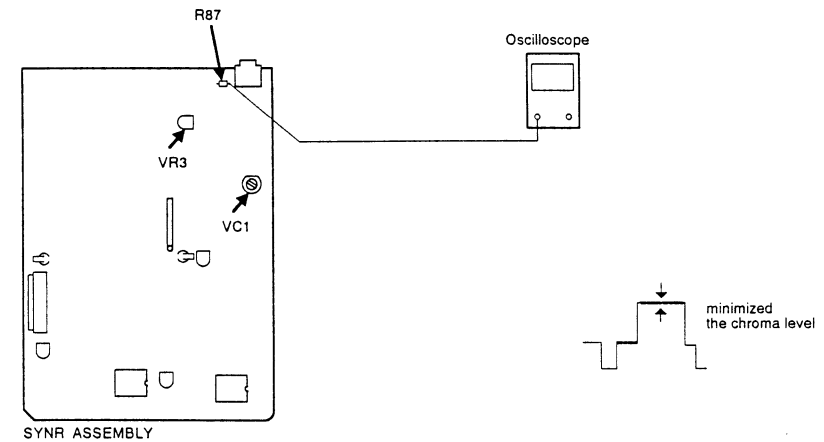 R87
Oscilloscope
VR3
VC1
minimized
the chroma level
SYNR ASSEMBLY